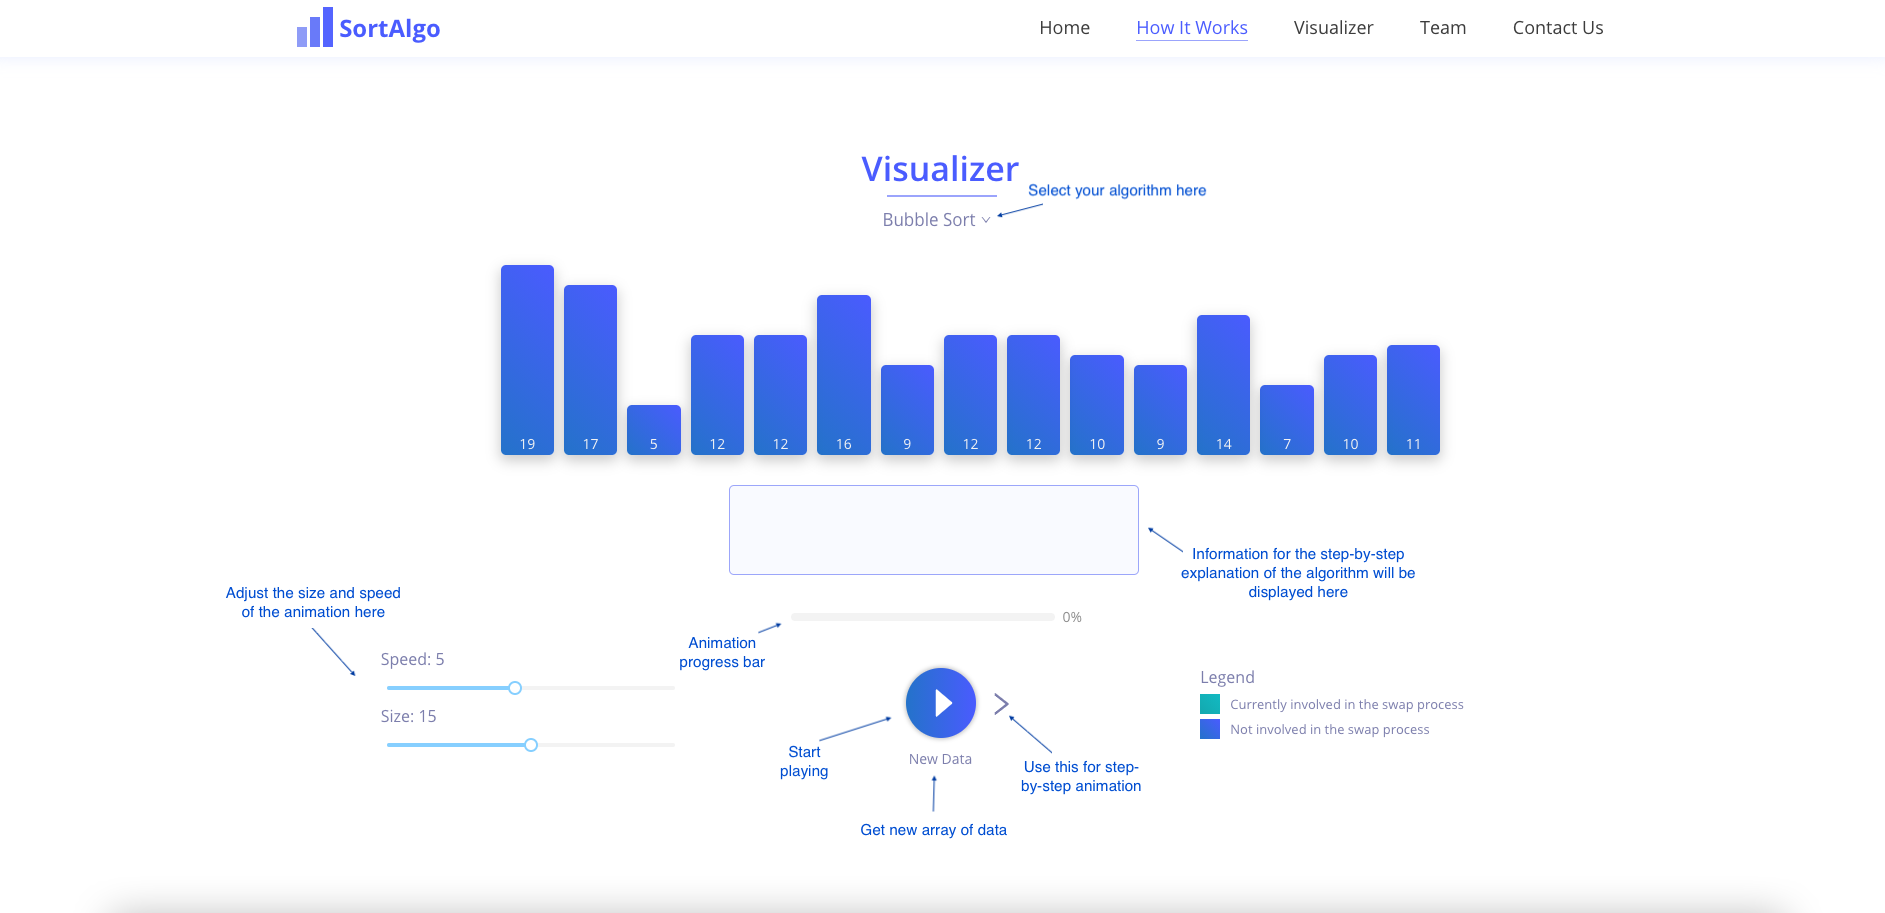 SortAlgo
Home How It Works Visualizer Team Contact Us
Visualizer
Select your algorithm here
Bubble Sort
19 17 5 12 12 16 9 12 12 10 9 14 7 10 11
Information for the step-by-step
explanation of the algorithm will be
displayed here
Adjust the size and speed
of the animation here
0%
Animation
progress bar
Speed: 5
Size: 15
Start
playing
New Data
Use this for step-
by-step animation
Get new array of data
Legend
Currently involved in the swap process
Not involved in the swap process